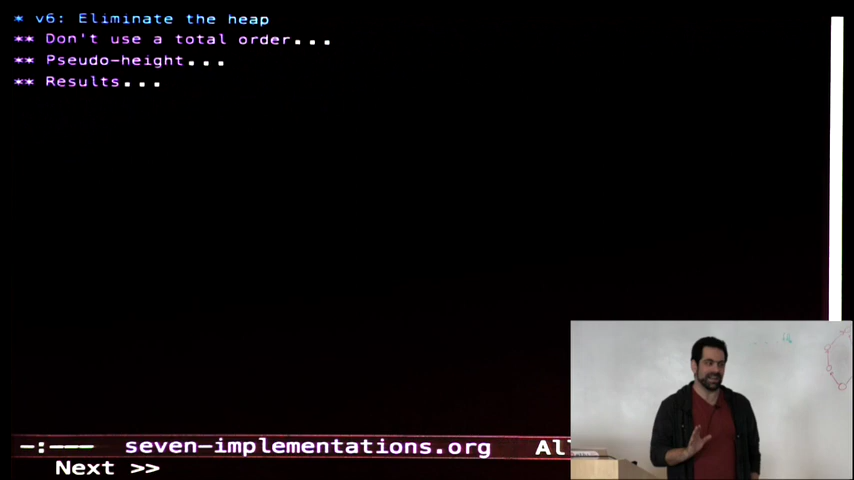 * v6: Eliminate the heap
** Don't use a total order...
** Pseudo-height...
** Results...
-:--- seven-implementations.org
Next >>